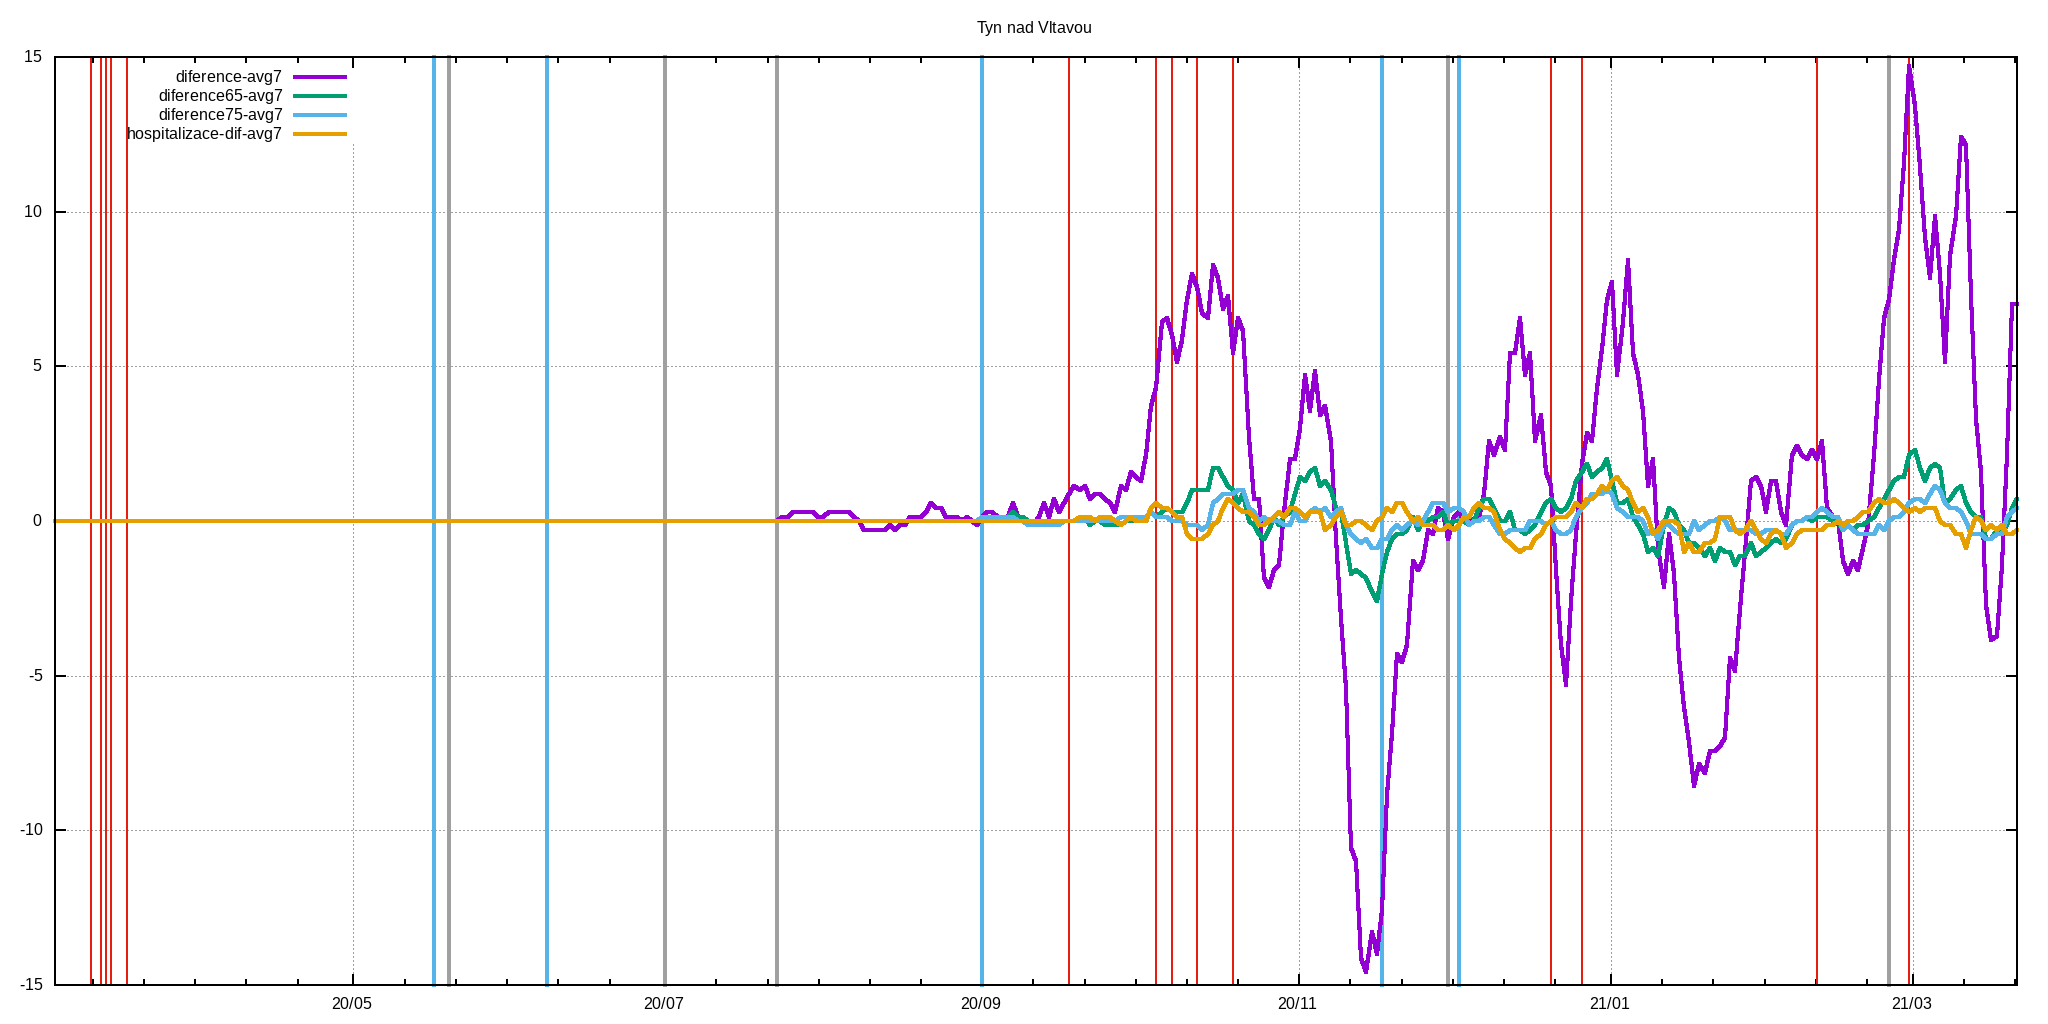 Tyn nad Vltavou
diference-avg7
diference65-avg7
diference75-avg7
hospitalizace-dif-avg7
15
10
5
0
-5
-10
-15
20/05
20/07
20/09
20/11
21/01
21/03